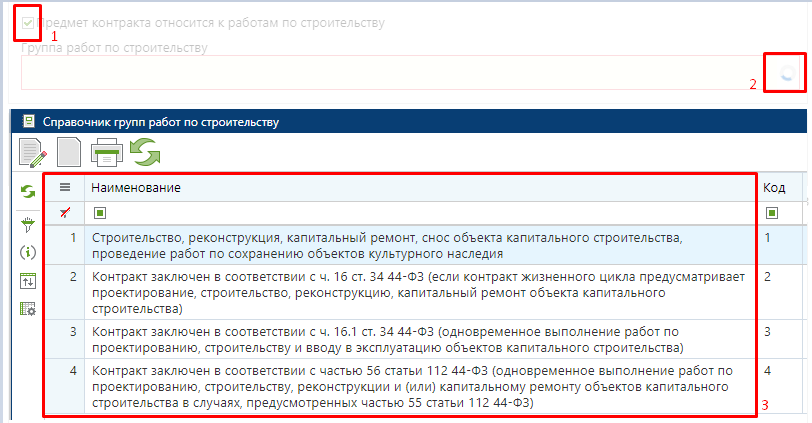 Предмет контракта относится к работам по строительству
1
Группа работ по строительству
2
Справочник групп работ по строительству
Наименование
Код
1
Строительство, реконструкция, капитальный ремонт, снос объекта капитального строительства,
проведение работ по сохранению объектов культурного наследия
1
2
Контракт заключен в соответствии с ч. 16 ст. 34 44-ФЗ (если контракт жизненного цикла предусматривает
проектирование, строительство, реконструкцию, капитальный ремонт объекта капитального
строительства)
2
3
Контракт заключен в соответствии с ч. 16.1 ст. 34 44-ФЗ (одновременное выполнение работ по
проектированию, строительству и вводу в эксплуатацию объектов капитального строительства)
3
4
Контракт заключен в соответствии с частью 56 статьи 112 44-ФЗ (одновременное выполнение работ по
проектированию, строительству, реконструкции и (или) капитальному ремонту объектов капитального
строительства в случаях, предусмотренных частью 55 статьи 112 44-ФЗ)
4
3